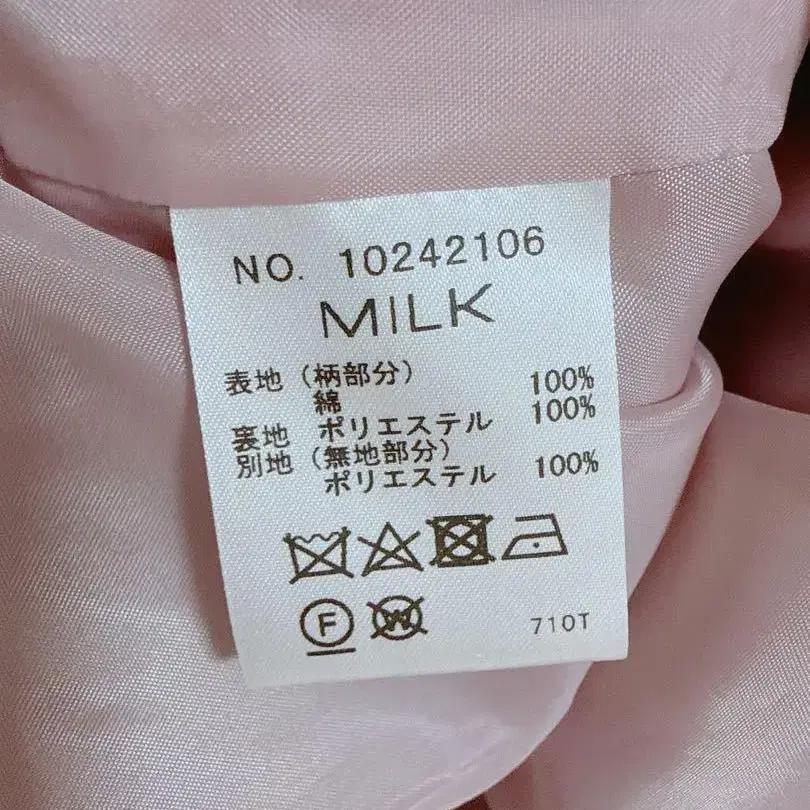 NO. 10242106
MILK
表地（柄部分）
綿 100%
裏地 ポリエステル 100%
別地（無地部分）
ポリエステル 100%
F W
710T